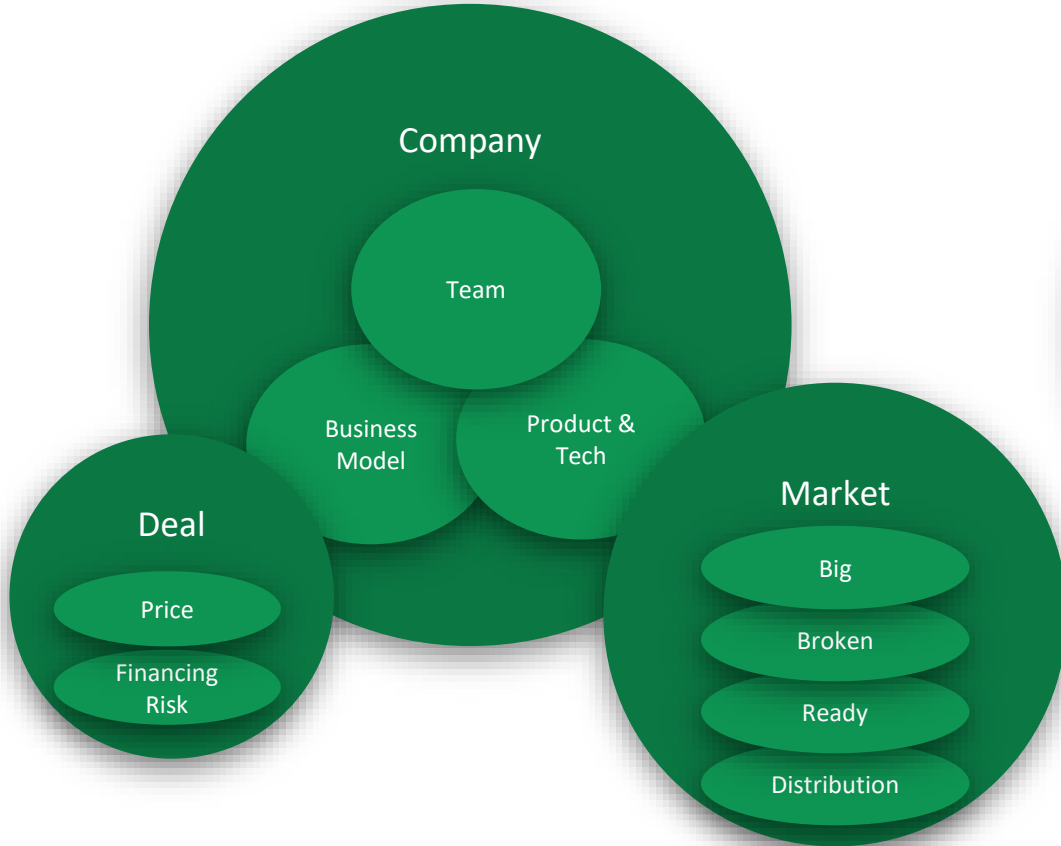 Company
Team
Business
Model
Product &
Tech
Deal
Price
Financing
Risk
Market
Big
Broken
Ready
Distribution